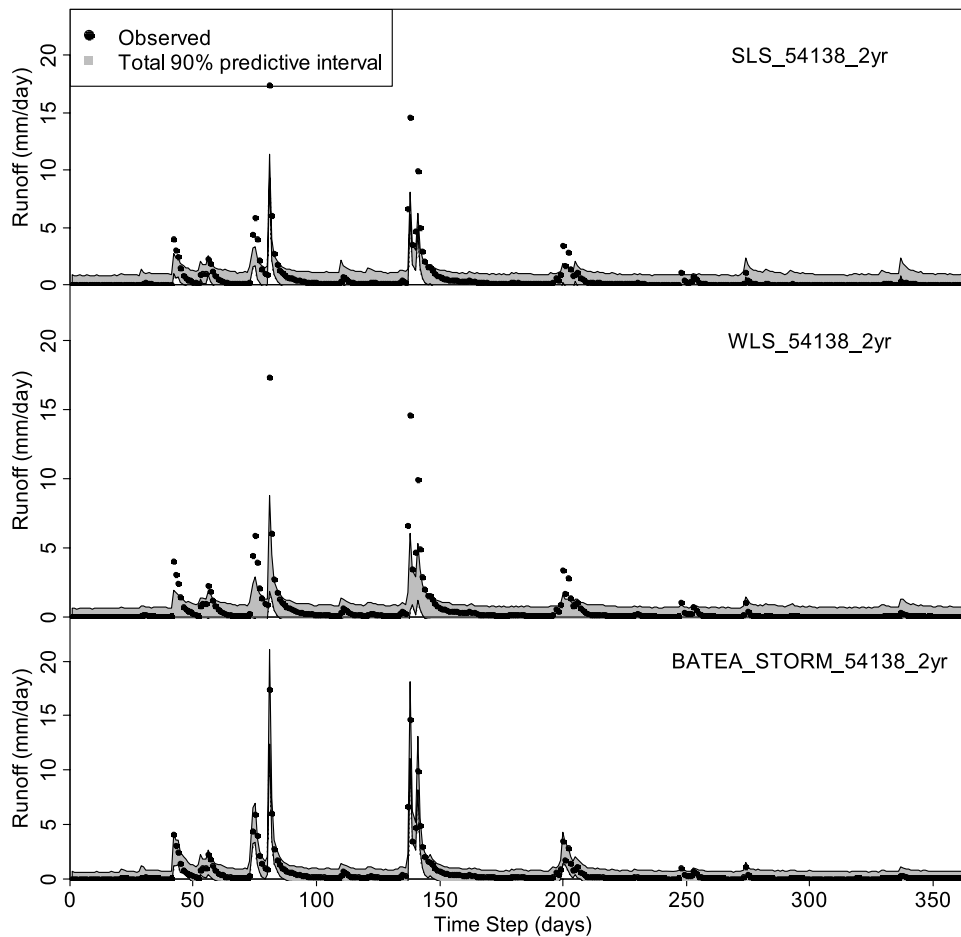 Observed
Total 90% predictive interval
SLS_54138_2yr
Runoff (mm/day)
20
15
10
5
0
WLS_54138_2yr
Runoff (mm/day)
20
15
10
5
0
BATEA_STORM_54138_2yr
Runoff (mm/day)
20
15
10
5
0
0 50 100 150 200 250 300 350
Time Step (days)